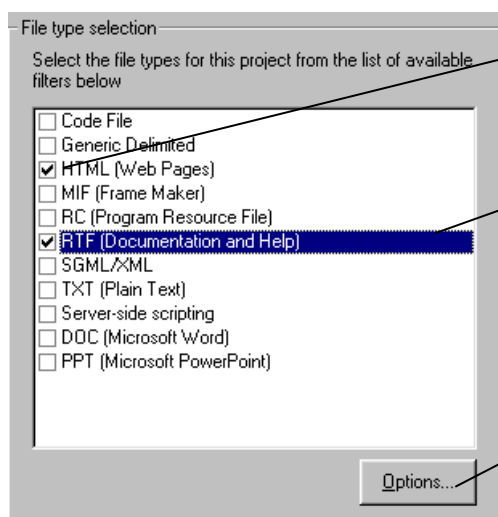 File type selection
Select the file types for this project from the list of available
filters below
Code File
Generic Delimited
HTML (Web Pages)
MIF (Frame Maker)
RC (Program Resource File)
RTF (Documentation and Help)
SGML/XML
TXT (Plain Text)
Server-side scripting
DOC (Microsoft Word)
PPT (Microsoft PowerPoint)
Options...